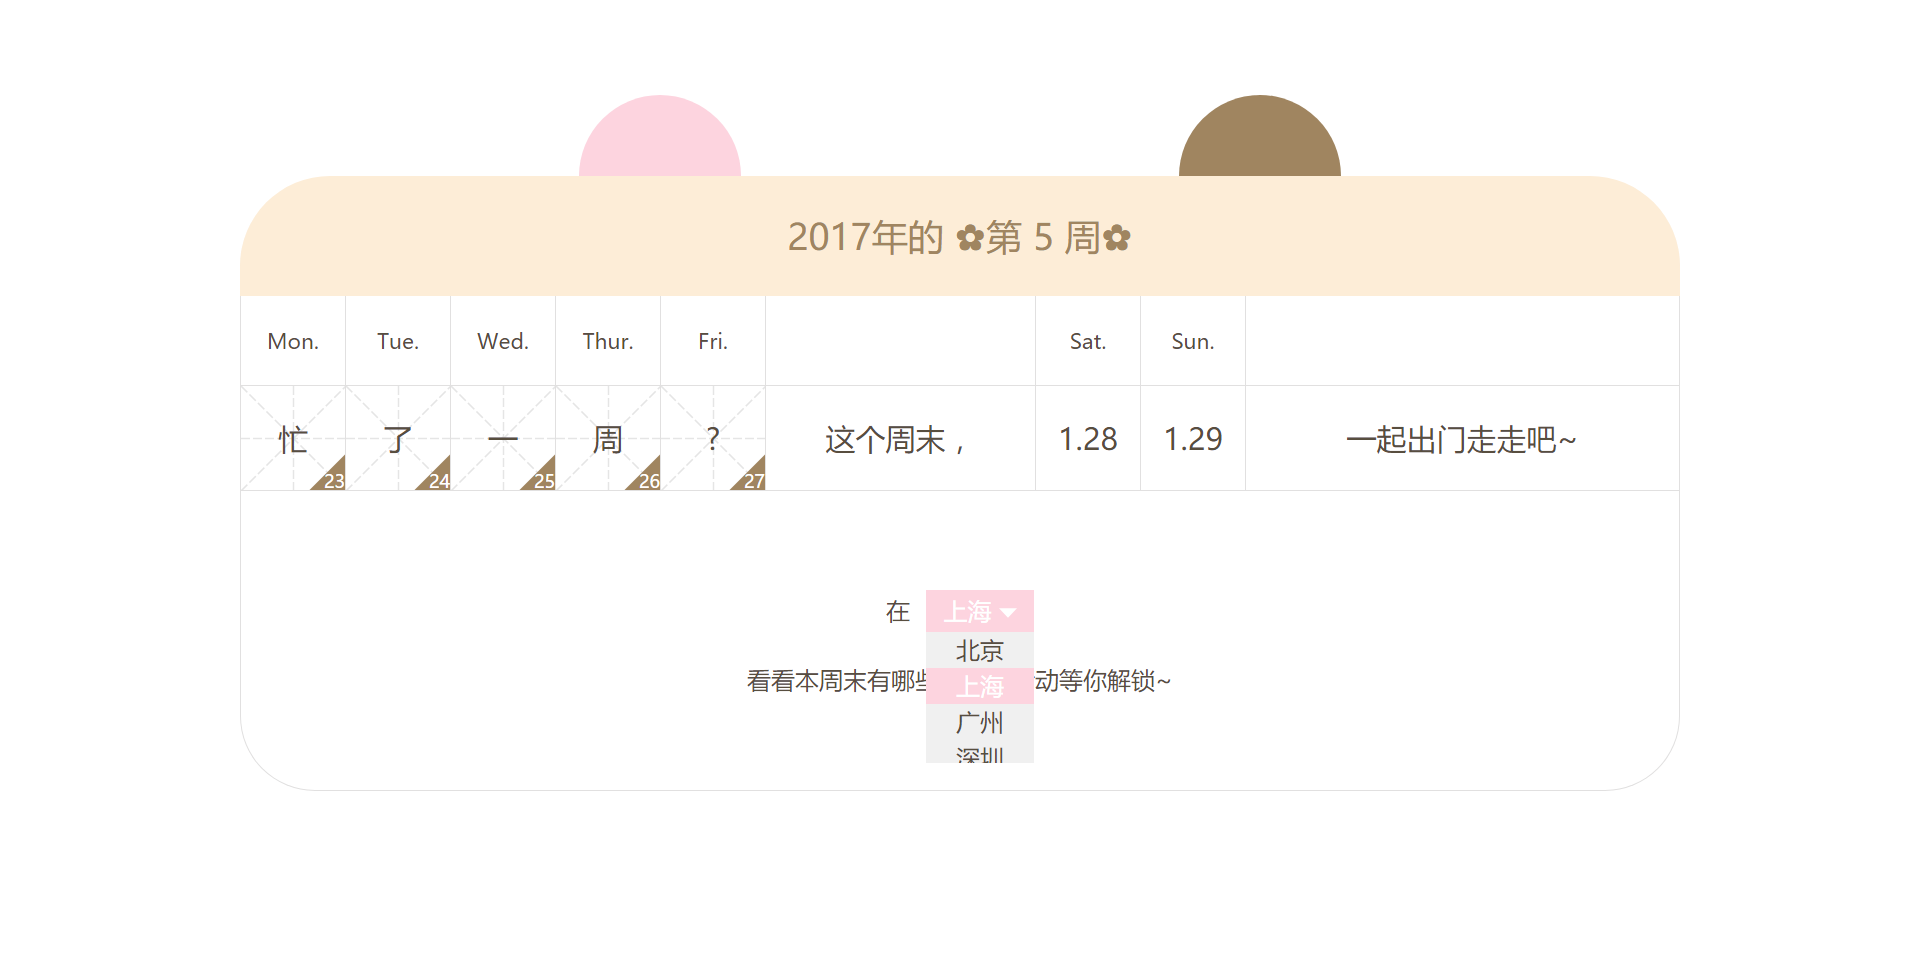 2017年的 ✿第 5 周✿
Mon. Tue. Wed. Thur. Fri. Sat. Sun.
忙 了 一 周 ? 这个周末， 1.28 1.29 一起出门走走吧~
23 24 25 26 27
在 上海
北京
看看本周末有哪些 上海 动等你解锁~
广州
深圳